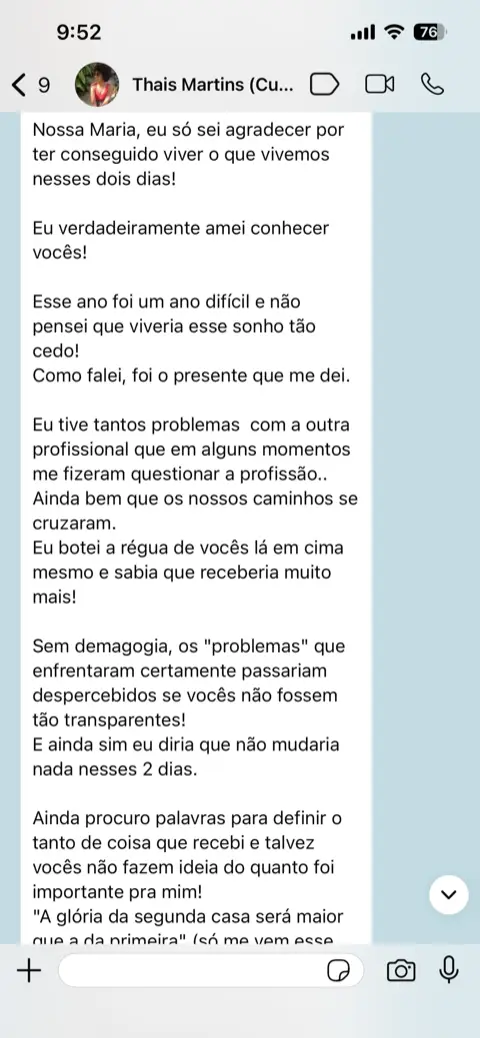 9:52
76
9
Thais Martins (Cu...
Nossa Maria, eu só sei agradecer por
ter conseguido viver o que vivemos
nesses dois dias!
Eu verdadeiramente amei conhecer
vocês!
Esse ano foi um ano difícil e não
pensei que viveria esse sonho tão
cedo!
Como falei, foi o presente que me dei.
Eu tive tantos problemas  com a outra
profissional que em alguns momentos
me fizeram questionar a profissão..
Ainda bem que os nossos caminhos se
cruzaram.
Eu botei a régua de vocês lá em cima
mesmo e sabia que receberia muito
mais!
Sem demagogia, os "problemas" que
enfrentaram certamente passariam
despercebidos se vocês não fossem
tão transparentes!
E ainda sim eu diria que não mudaria
nada nesses 2 dias.
Ainda procuro palavras para definir o
tanto de coisa que recebi e talvez
vocês não fazem ideia do quanto foi
importante pra mim!
"A glória da segunda casa será maior
que a da primeira" (só me vem esse